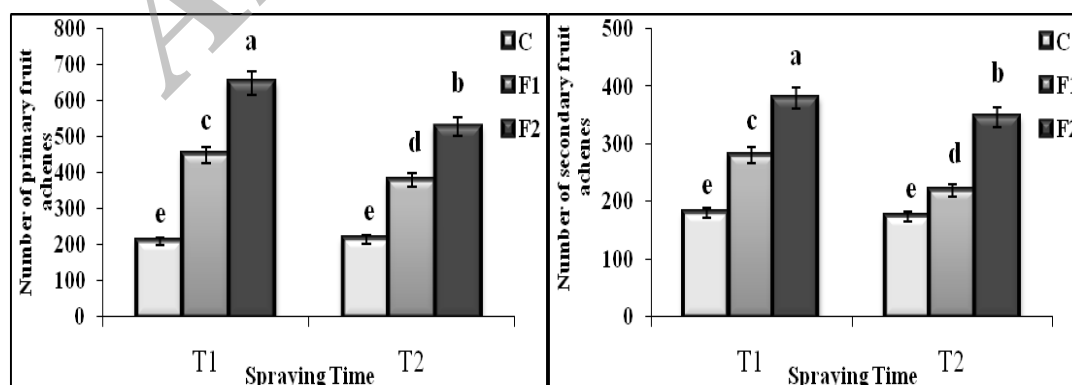 Number of primary fruit
achenes
800
700
600
500
400
300
200
100
0
a
b
c
d
e
e
C
F1
F2
T1 T2
Spraying Time
Number of secondary fruit
achenes
500
400
300
200
100
0
a
b
c
d
e
e
C
F1
F2
T1 T2
Spraying Time